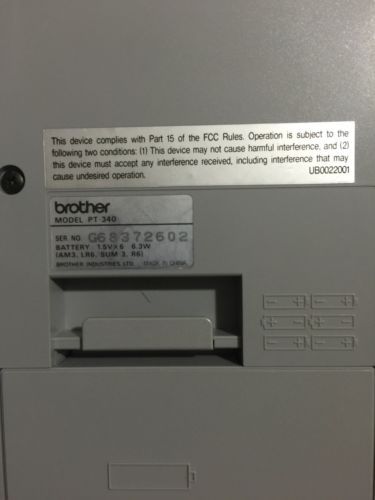 This device complies with Part 15 of the FCC Rules. Operation is subject to the
following two conditions: (1) This device may not cause harmful interference, and (2)
this device must accept any interference received, including interference that may
cause undesired operation. UB0022001
brother
MODEL PT-340
SER NO. G68372602
BATTERY 1.5V×6 6.3W
(AM3, LR6, SUM 3, R6)
BROTHER INDUSTRIES, LTD. MADE IN CHINA